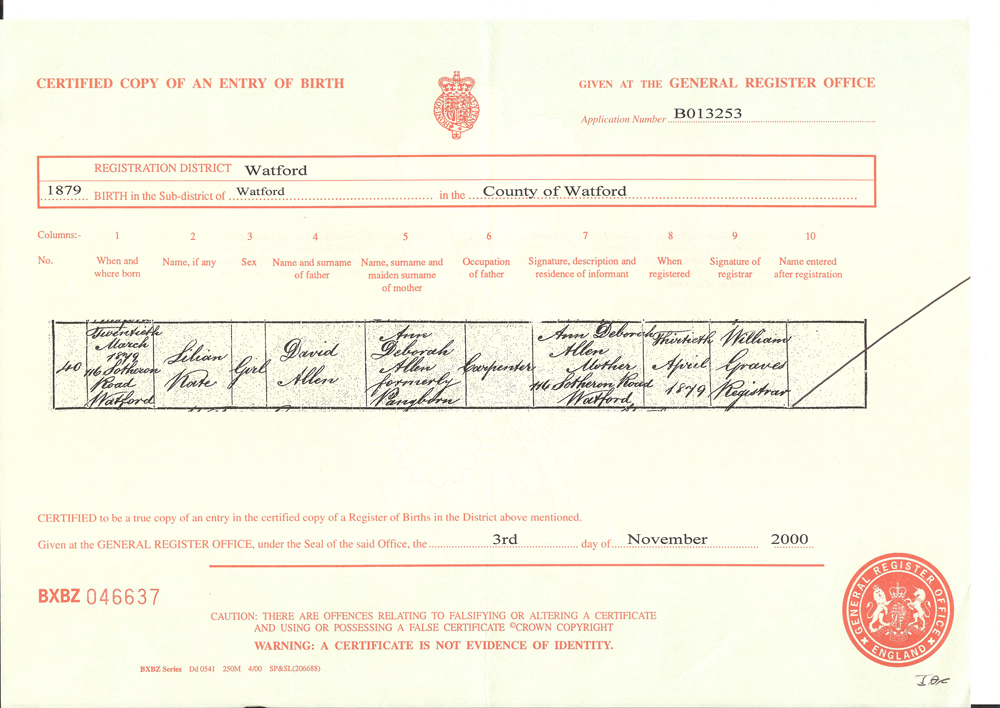 CERTIFIED COPY OF AN ENTRY OF BIRTH
GIVEN AT THE GENERAL REGISTER OFFICE
Application Number B013253
REGISTRATION DISTRICT Watford
1879 BIRTH in the Sub-district of Watford in the County of Watford
Columns:- 1 2 3 4 5 6 7 8 9 10
No.
When and
where born
Name, if any
Sex
Name and surname
of father
Name, surname and
maiden surname
of mother
Occupation
of father
Signature, description and
residence of informant
When
registered
Signature of
registrar
Name entered
after registration
40
Twentieth
March
1879
116 Sotheron
Road
Watford
Lilian
Kate
Girl
David
Allen
Ann
Deborah
Allen
formerly
Pangborn
Carpenter
Ann Deborah
Allen
Mother
116 Sotheron Road
Watford
Thirtieth
April
1879
William
Graves
Registrar
CERTIFIED to be a true copy of an entry in the certified copy of a Register of Births in the District above mentioned.
Given at the GENERAL REGISTER OFFICE, under the Seal of the said Office, the 3rd day of November 2000
BXBZ 046637
CAUTION: THERE ARE OFFENCES RELATING TO FALSIFYING OR ALTERING A CERTIFICATE
AND USING OR POSSESSING A FALSE CERTIFICATE ©CROWN COPYRIGHT
WARNING: A CERTIFICATE IS NOT EVIDENCE OF IDENTITY.
BXBZ Series Dd 0541 250M 4/00 SP&SL(206688)
GENERAL REGISTER OFFICE
ENGLAND